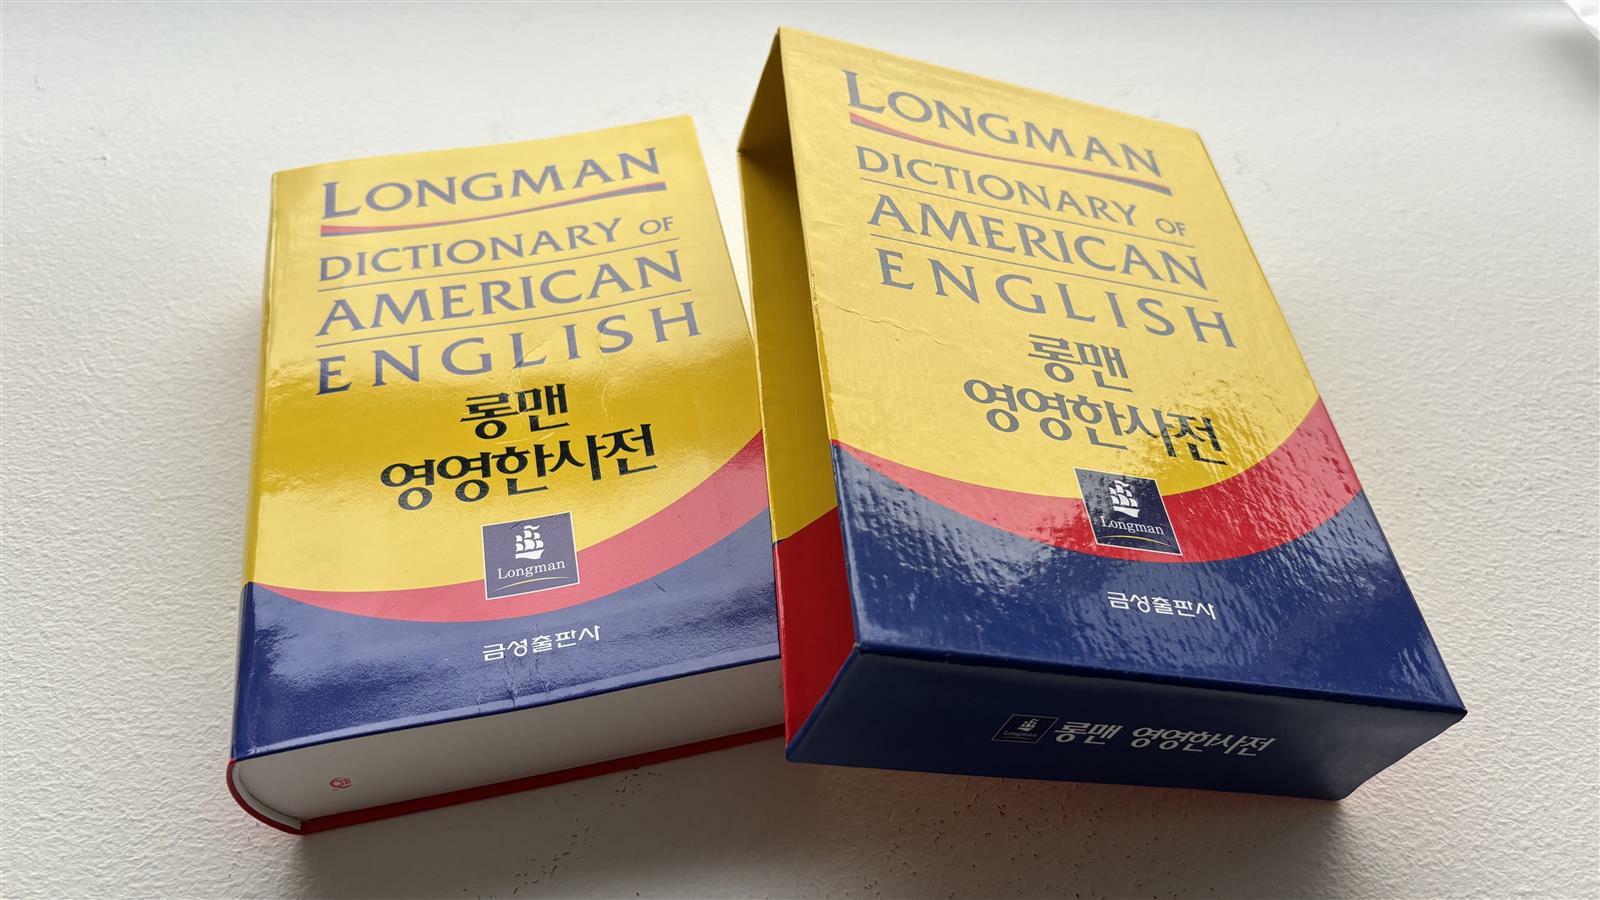 LONGMAN
DICTIONARY OF
AMERICAN
ENGLISH
롱맨
영영한사전
Longman
금성출판사
LONGMAN
DICTIONARY OF
AMERICAN
ENGLISH
롱맨
영영한사전
Longman
금성출판사
Longman 롱맨 영영한사전